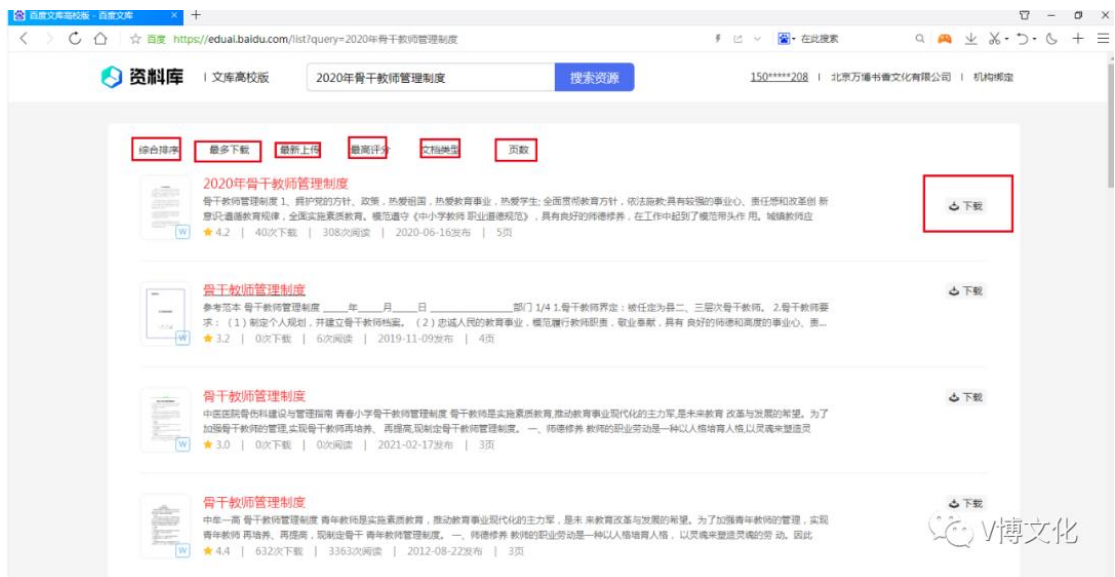 百度文库高校版 - 百度文库
百度 https://eduai.baidu.com/list?query=2020年骨干教师管理制度
在此搜索
资料库 | 文库高校版
2020年骨干教师管理制度
搜索资源
150*****208 | 北京万博书香文化有限公司 | 机构绑定
综合排序 最多下载 最新上传 最高评分 文档类型 页数
2020年骨干教师管理制度
骨干教师管理制度 1、拥护党的方针、政策，热爱祖国，热爱教育事业，热爱学生; 全面贯彻教育方针，依法施教;具有较强的事业心、责任感和改革创 新
意识;遵循教育规律，全面实施素质教育。模范遵守《中小学教师 职业道德规范》，具有良好的师德修养，在工作中起到了模范带头作 用。城镇教师应
4.2 | 40次下载 | 308次阅读 | 2020-06-16发布 | 5页
下载
骨干教师管理制度
参考范本 骨干教师管理制度 _____年_____月_____日 _______________部门 1/4 1.骨干教师界定：被任定为县二、三层次骨干教师。 2.骨干教师要
求：（1）制定个人规划，并建立骨干教师档案。（2）忠诚人民的教育事业，模范履行教师职责，敬业奉献，具有 良好的师德和高度的事业心、责...
3.2 | 0次下载 | 6次阅读 | 2019-11-09发布 | 4页
下载
骨干教师管理制度
中医医院骨伤科建设与管理指南 青春小学骨干教师管理制度 骨干教师是实施素质教育,推动教育事业现代化的主力军,是未来教育 改革与发展的希望。为了
加强骨干教师的管理,实现骨干教师再培养、 再提高,现制定骨干教师管理制度。 一、师德修养 教师的职业劳动是一种以人格培育人格,以灵魂来塑造灵
3.0 | 0次下载 | 0次阅读 | 2021-02-17发布 | 3页
下载
骨干教师管理制度
中牟一高 骨干教师管理制度 青年教师是实施素质教育，推动教育事业现代化的主力军，是未 来教育改革与发展的希望。为了加强青年教师的管理，实现
青年教师 再培养、再提高，现制定骨干 青年教师管理制度。 一、师德修养 教师的职业劳动是一种以人格培育人格， 以灵魂来塑造灵魂的劳 动。因此
4.4 | 632次下载 | 3363次阅读 | 2012-08-22发布 | 3页
下载
V博文化